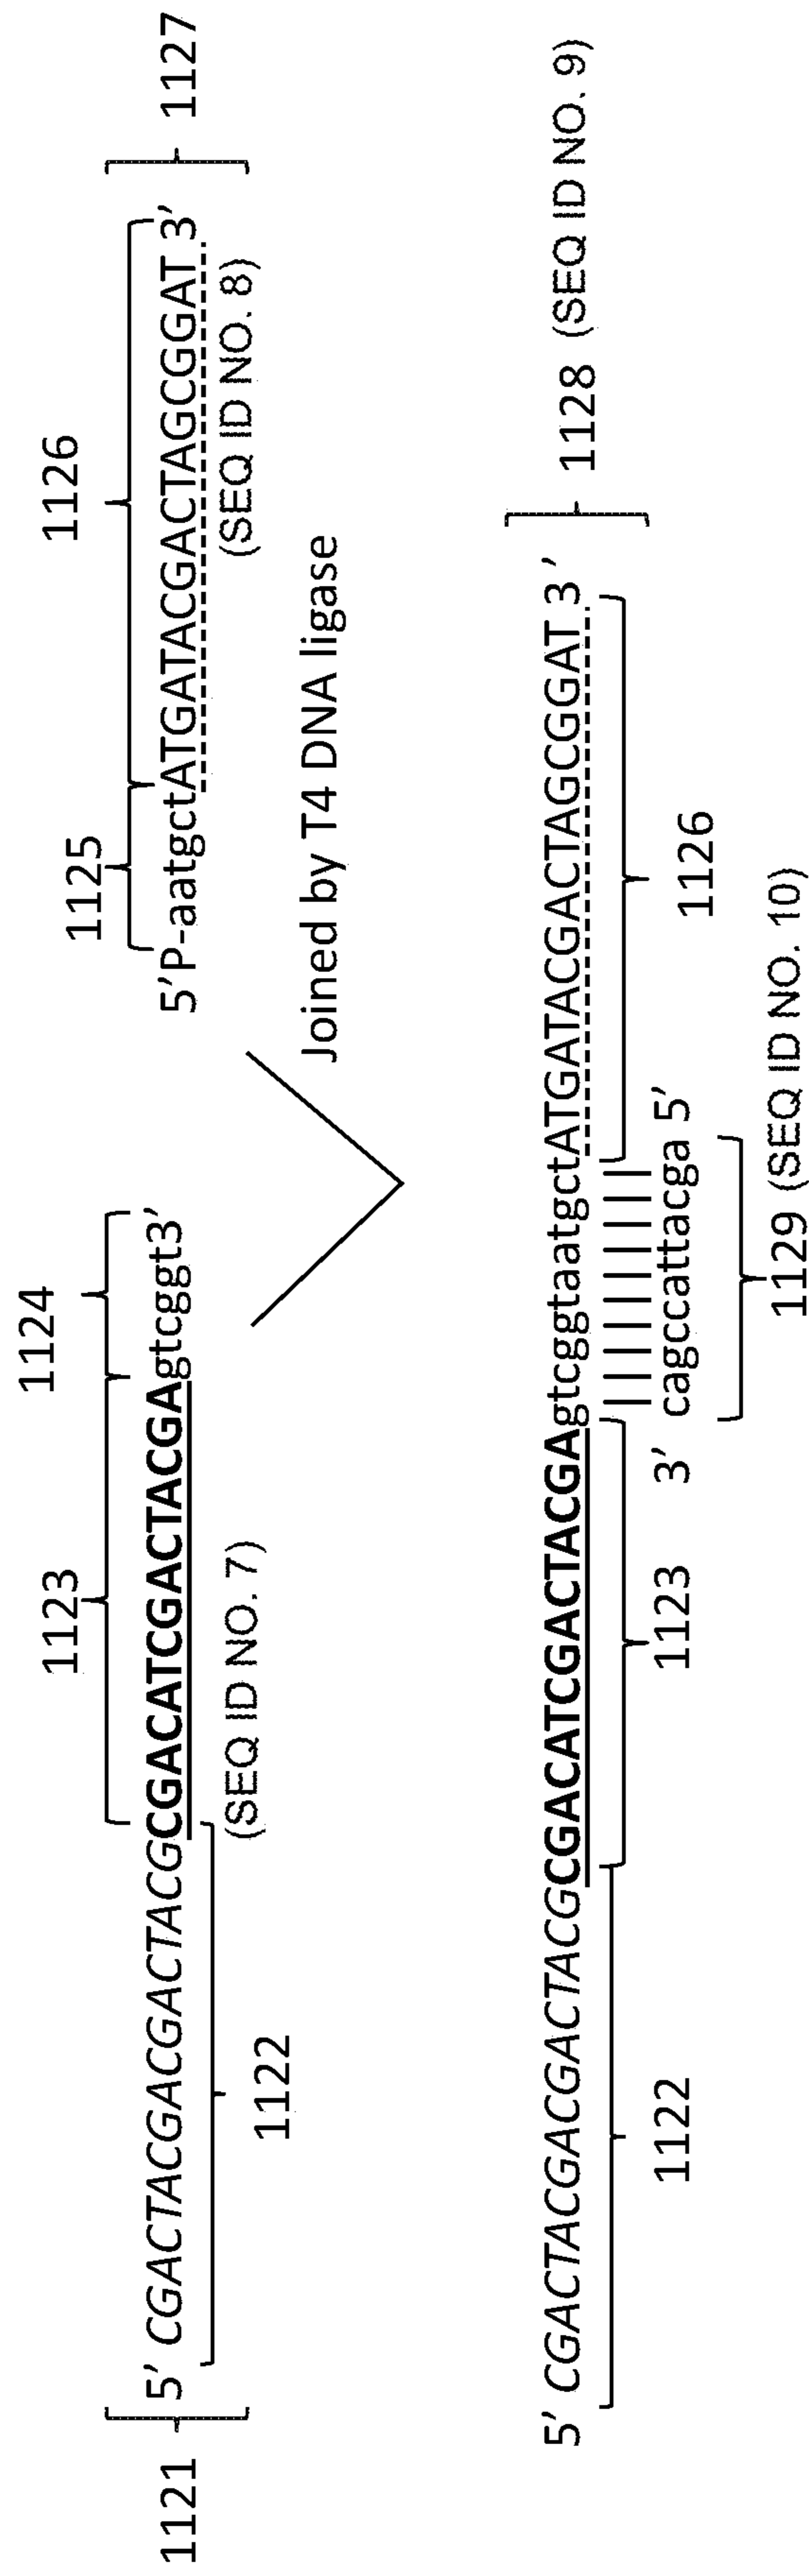 1123 1124
1121 5' CGACTACGACGACGACTACGCGACATCGACTACGAgtcggt3'
1122
(SEQ ID NO. 7)
1125 1126
5'P-aatgctATGATACGACTAGCGGAT 3' 1127
(SEQ ID NO. 8)
Joined by T4 DNA ligase
5' CGACTACGACGACGACTACGCGACATCGACTACGAgtcggtaatgctATGATACGACTAGCGGAT 3' 1128 (SEQ ID NO. 9)
3' cagccattacga 5'
1122 1123 1126
1129 (SEQ ID NO. 10)